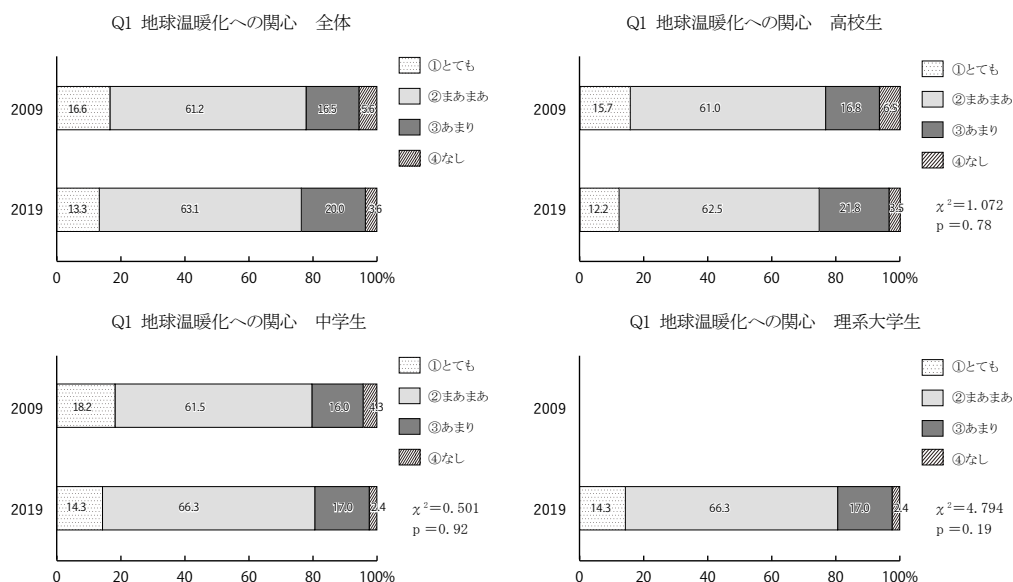 Q1 地球温暖化への関心 全体
①とても
②まあまあ
③あまり
④なし
2009
16.6 61.2 16.5 5.6
2019
13.3 63.1 20.0 3.6
0 20 40 60 80 100%
Q1 地球温暖化への関心 高校生
①とても
②まあまあ
③あまり
④なし
2009
15.7 61.0 16.8 6.5
2019
12.2 62.5 21.8 3.5
χ²=1.072
p=0.78
0 20 40 60 80 100%
Q1 地球温暖化への関心 中学生
①とても
②まあまあ
③あまり
④なし
2009
18.2 61.5 16.0 4.3
2019
14.3 66.3 17.0 2.4
χ²=0.501
p=0.92
0 20 40 60 80 100%
Q1 地球温暖化への関心 理系大学生
①とても
②まあまあ
③あまり
④なし
2009
2019
14.3 66.3 17.0 2.4
χ²=4.794
p=0.19
0 20 40 60 80 100%